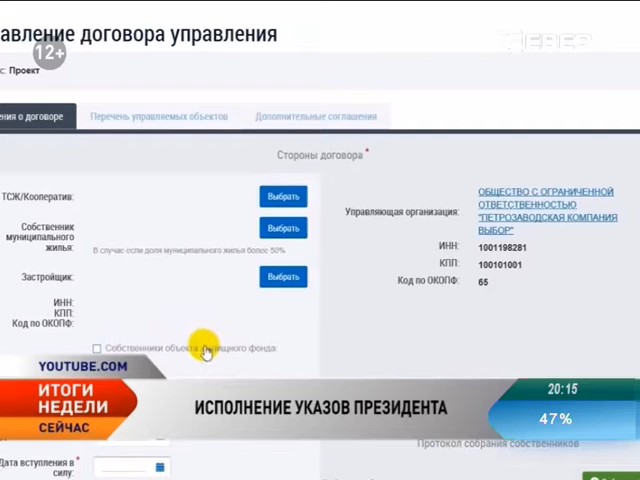 авление договора управления
12+
СЕВЕР
с: Проект
ения о договоре
Перечень управляемых объектов
Дополнительные соглашения
Стороны договора *
ТСЖ/Кооператив:
Выбрать
Собственник
муниципального
жилья:
Выбрать
В случае если доля муниципального жилья более 50%
Застройщик:
Выбрать
ИНН:
КПП:
Код по ОКОПФ:
Собственники объекта жилищного фонда:
Управляющая организация:
ОБЩЕСТВО С ОГРАНИЧЕННОЙ
ОТВЕТСТВЕННОСТЬЮ
"ПЕТРОЗАВОДСКАЯ КОМПАНИЯ
ВЫБОР"
ИНН: 1001198281
КПП: 100101001
Код по ОКОПФ: 65
YOUTUBE.COM
ИТОГИ
НЕДЕЛИ
СЕЙЧАС
ИСПОЛНЕНИЕ УКАЗОВ ПРЕЗИДЕНТА
20:15
47%
Протокол собрания собственников
Дата вступления в *
силу: